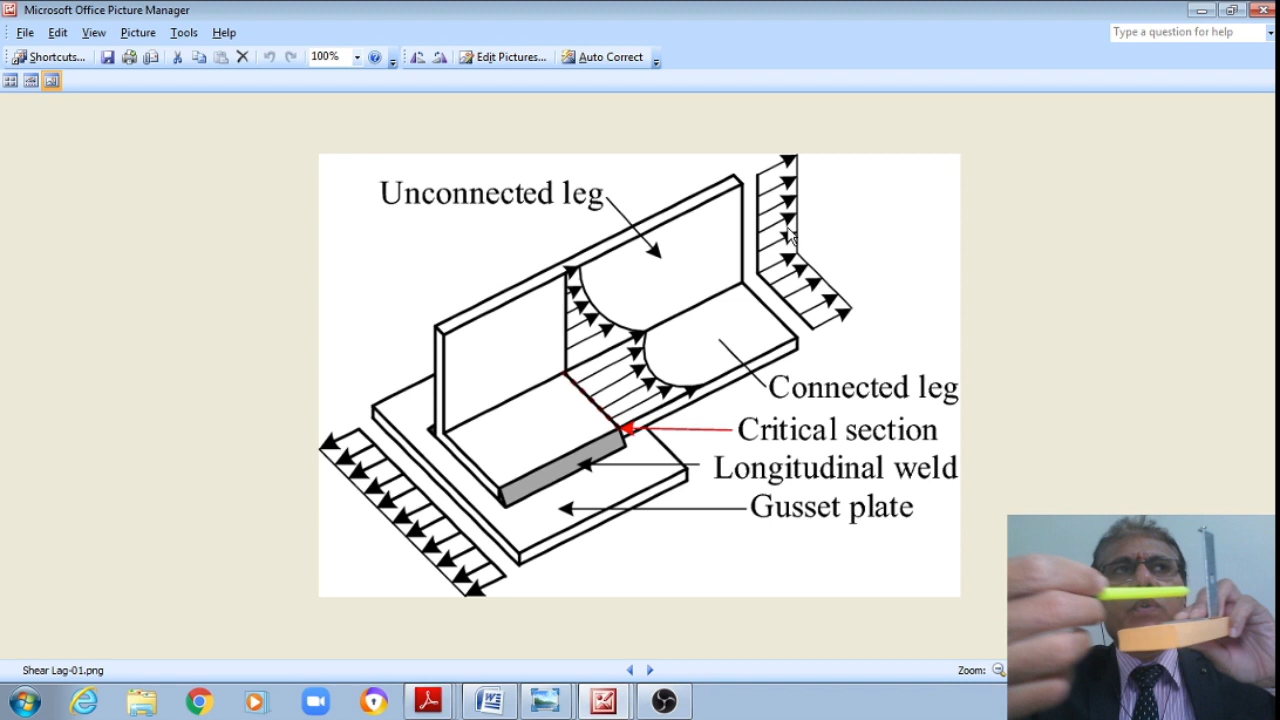 Microsoft Office Picture Manager
File Edit View Picture Tools Help
Type a question for help
Shortcuts... 100% Edit Pictures... Auto Correct
Unconnected leg
Connected leg
Critical section
Longitudinal weld
Gusset plate
Shear Lag-01.png
Zoom: